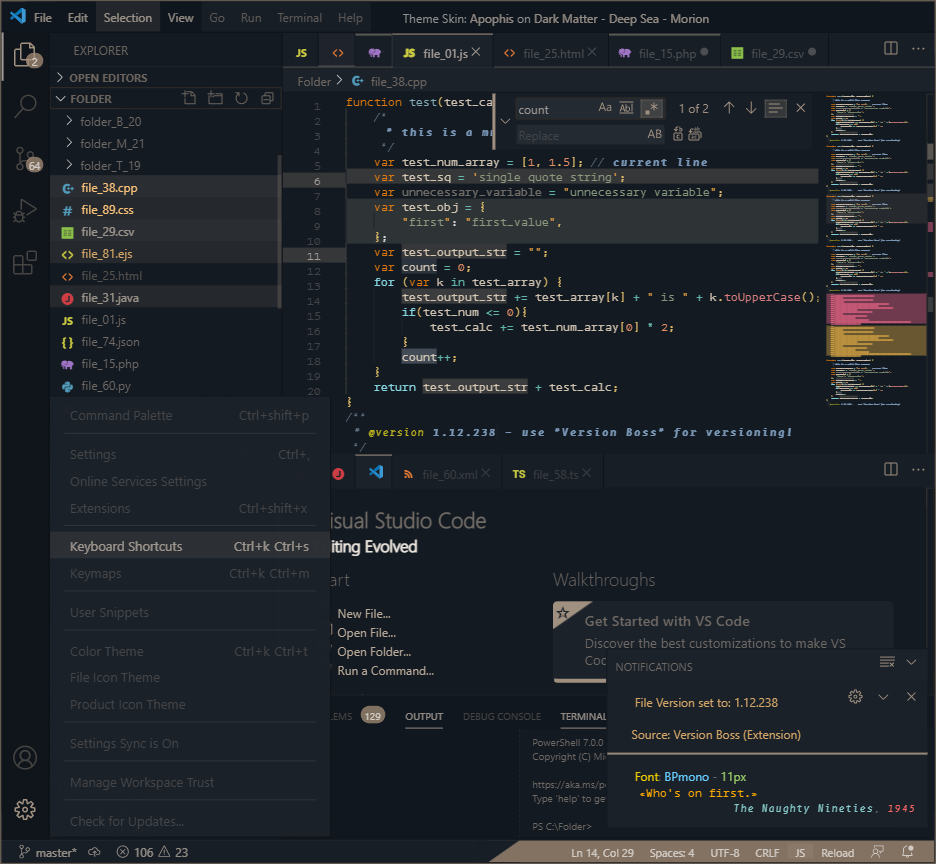 File Edit Selection View Go Run Terminal Help Theme Skin: Apophis on Dark Matter - Deep Sea - Morion
2
EXPLORER
OPEN EDITORS
FOLDER
folder_B_20
folder_M_21
folder_T_19
64
file_38.cpp
file_89.css
file_29.csv
file_81.ejs
file_25.html
file_31.java
JS file_01.js
file_74.json
file_15.php
file_60.py
JS <> JS file_01.js <> file_25.html file_15.php file_29.csv
Folder > file_38.cpp
count Aa Abl .* 1 of 2
Replace AB
1 function test(test_ca
2 /*
3 * this is a mu
4 */
5 var test_num_array = [1, 1.5]; // current line
6 var test_sq = 'single quote string';
7 var unnecessary_variable = "unnecessary variable";
8 var test_obj = {
9 "first": "first_value",
10 };
11 var test_output_str = "";
12 var count = 0;
13 for (var k in test_array) {
14 test_output_str += test_array[k] + " is " + k.toUpperCase();
15 if(test_num <= 0){
16 test_calc += test_num_array[0] * 2;
17 }
18 count++;
19 }
20 return test_output_str + test_calc;
}
/**
* @version 1.12.238 - use "Version Boss" for versioning!
*/
Command Palette Ctrl+shift+p
Settings Ctrl+,
Online Services Settings
Extensions Ctrl+shift+x
Keyboard Shortcuts Ctrl+k Ctrl+s
Keymaps Ctrl+k Ctrl+m
User Snippets
Color Theme Ctrl+k Ctrl+t
File Icon Theme
Product Icon Theme
Settings Sync is On
Manage Workspace Trust
Check for Updates...
file_60.xml TS file_58.ts
isual Studio Code
iting Evolved
art
New File...
Open File...
Open Folder...
Run a Command...
Walkthroughs
Get Started with VS Code
Discover the best customizations to make VS
Coc
LEMS 129 OUTPUT DEBUG CONSOLE TERMINAL
PowerShell 7.0.0
Copyright (C) Mi
https://aka.ms/p
Type 'help' to ge
PS C:\Folder>
NOTIFICATIONS
File Version set to: 1.12.238
Source: Version Boss (Extension)
Font: BPmono - 11px
«Who's on first.»
The Naughty Nineties, 1945
master* 106 23 Ln 14, Col 29 Spaces: 4 UTF-8 CRLF JS Reload